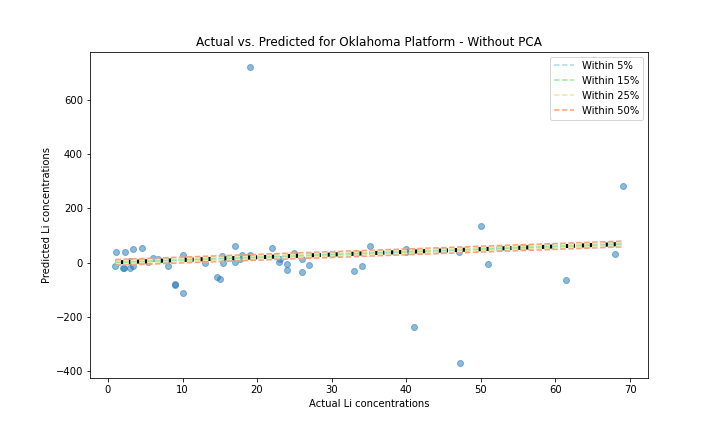 Actual vs. Predicted for Oklahoma Platform - Without PCA
Within 5%
Within 15%
Within 25%
Within 50%
600
400
200
0
−200
−400
Predicted Li concentrations
0 10 20 30 40 50 60 70
Actual Li concentrations